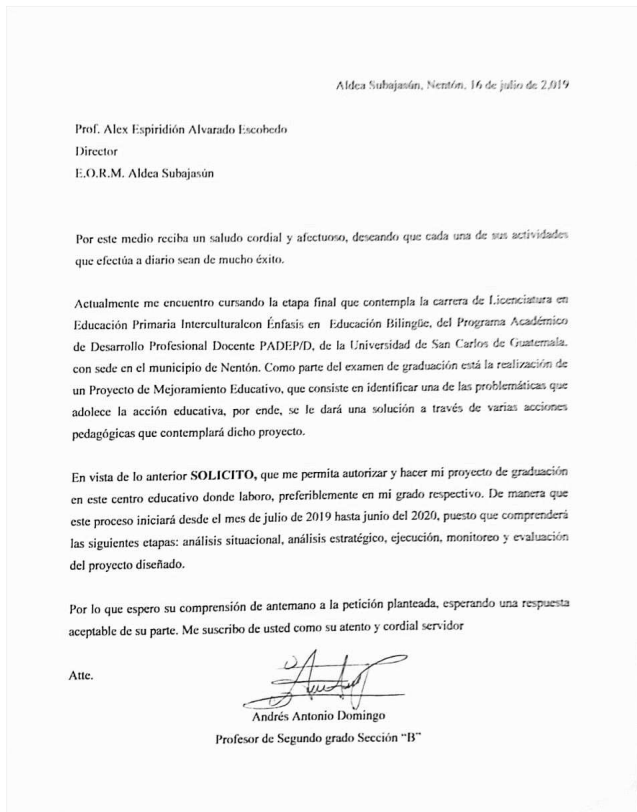 Aldea Subajasún, Nentón, 16 de julio de 2,019
Prof. Alex Espiridión Alvarado Escobedo
Director
E.O.R.M. Aldea Subajasún
Por este medio reciba un saludo cordial y afectuoso, deseando que cada una de sus actividades
que efectúa a diario sean de mucho éxito.
Actualmente me encuentro cursando la etapa final que contempla la carrera de Licenciatura en
Educación Primaria Interculturalcon Énfasis en Educación Bilingüe, del Programa Académico
de Desarrollo Profesional Docente PADEP/D, de la Universidad de San Carlos de Guatemala.
con sede en el municipio de Nentón. Como parte del examen de graduación está la realización de
un Proyecto de Mejoramiento Educativo, que consiste en identificar una de las problemáticas que
adolece la acción educativa, por ende, se le dará una solución a través de varias acciones
pedagógicas que contemplará dicho proyecto.
En vista de lo anterior SOLICITO, que me permita autorizar y hacer mi proyecto de graduación
en este centro educativo donde laboro, preferiblemente en mi grado respectivo. De manera que
este proceso iniciará desde el mes de julio de 2019 hasta junio del 2020, puesto que comprenderá
las siguientes etapas: análisis situacional, análisis estratégico, ejecución, monitoreo y evaluación
del proyecto diseñado.
Por lo que espero su comprensión de antemano a la petición planteada, esperando una respuesta
aceptable de su parte. Me suscribo de usted como su atento y cordial servidor
Atte.
Andrés Antonio Domingo
Profesor de Segundo grado Sección “B”